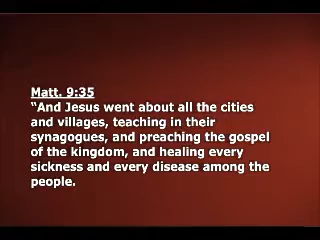 Matt. 9:35
“And Jesus went about all the cities
and villages, teaching in their
synagogues, and preaching the gospel
of the kingdom, and healing every
sickness and every disease among the
people.